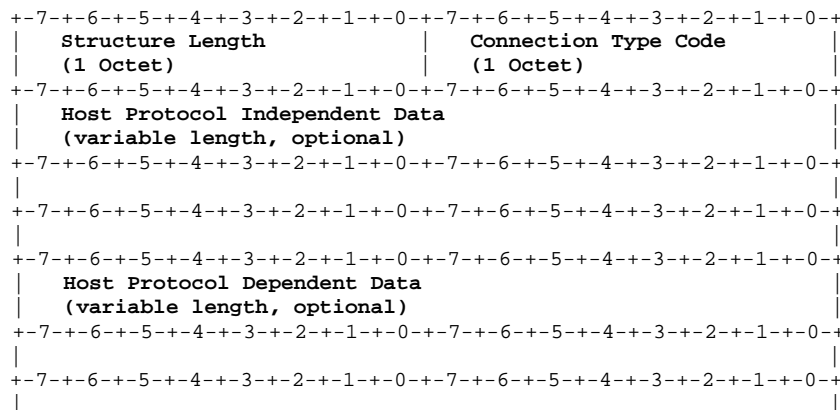 +-7-+-6-+-5-+-4-+-3-+-2-+-1-+-0-+-7-+-6-+-5-+-4-+-3-+-2-+-1-+-0-+
| Structure Length | Connection Type Code |
| (1 Octet) | (1 Octet) |
+-7-+-6-+-5-+-4-+-3-+-2-+-1-+-0-+-7-+-6-+-5-+-4-+-3-+-2-+-1-+-0-+
| Host Protocol Independent Data |
| (variable length, optional) |
+-7-+-6-+-5-+-4-+-3-+-2-+-1-+-0-+-7-+-6-+-5-+-4-+-3-+-2-+-1-+-0-+
| |
+-7-+-6-+-5-+-4-+-3-+-2-+-1-+-0-+-7-+-6-+-5-+-4-+-3-+-2-+-1-+-0-+
| |
+-7-+-6-+-5-+-4-+-3-+-2-+-1-+-0-+-7-+-6-+-5-+-4-+-3-+-2-+-1-+-0-+
| Host Protocol Dependent Data |
| (variable length, optional) |
+-7-+-6-+-5-+-4-+-3-+-2-+-1-+-0-+-7-+-6-+-5-+-4-+-3-+-2-+-1-+-0-+
| |
+-7-+-6-+-5-+-4-+-3-+-2-+-1-+-0-+-7-+-6-+-5-+-4-+-3-+-2-+-1-+-0-+
| |